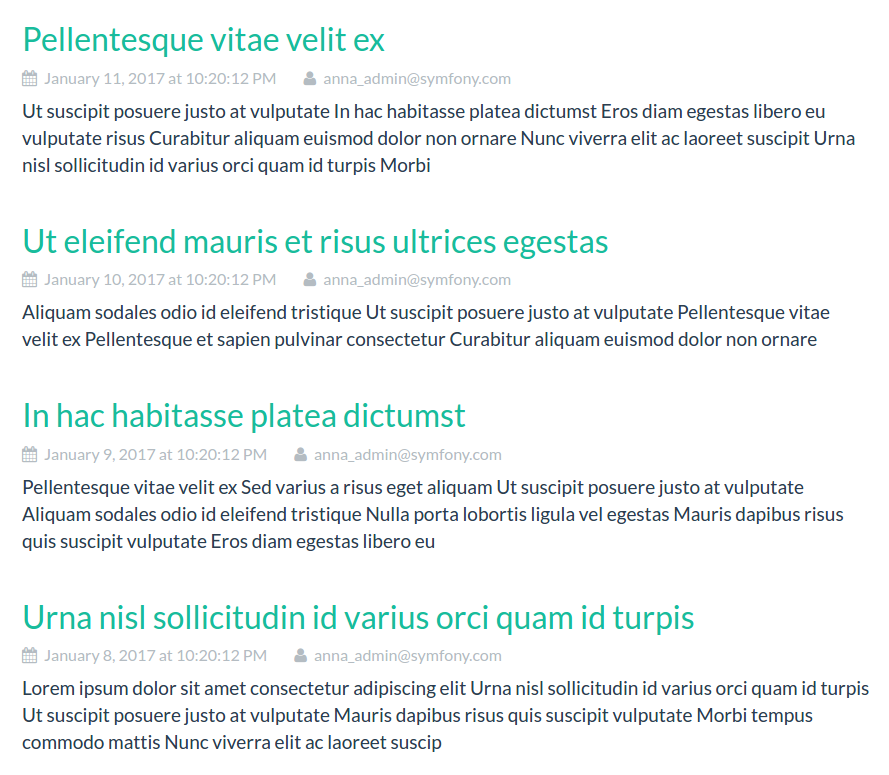 Pellentesque vitae velit ex
January 11, 2017 at 10:20:12 PM anna_admin@symfony.com
Ut suscipit posuere justo at vulputate In hac habitasse platea dictumst Eros diam egestas libero eu
vulputate risus Curabitur aliquam euismod dolor non ornare Nunc viverra elit ac laoreet suscipit Urna
nisl sollicitudin id varius orci quam id turpis Morbi
Ut eleifend mauris et risus ultrices egestas
January 10, 2017 at 10:20:12 PM anna_admin@symfony.com
Aliquam sodales odio id eleifend tristique Ut suscipit posuere justo at vulputate Pellentesque vitae
velit ex Pellentesque et sapien pulvinar consectetur Curabitur aliquam euismod dolor non ornare
In hac habitasse platea dictumst
January 9, 2017 at 10:20:12 PM anna_admin@symfony.com
Pellentesque vitae velit ex Sed varius a risus eget aliquam Ut suscipit posuere justo at vulputate
Aliquam sodales odio id eleifend tristique Nulla porta lobortis ligula vel egestas Mauris dapibus risus
quis suscipit vulputate Eros diam egestas libero eu
Urna nisl sollicitudin id varius orci quam id turpis
January 8, 2017 at 10:20:12 PM anna_admin@symfony.com
Lorem ipsum dolor sit amet consectetur adipiscing elit Urna nisl sollicitudin id varius orci quam id turpis
Ut suscipit posuere justo at vulputate Mauris dapibus risus quis suscipit vulputate Morbi tempus
commodo mattis Nunc viverra elit ac laoreet suscip